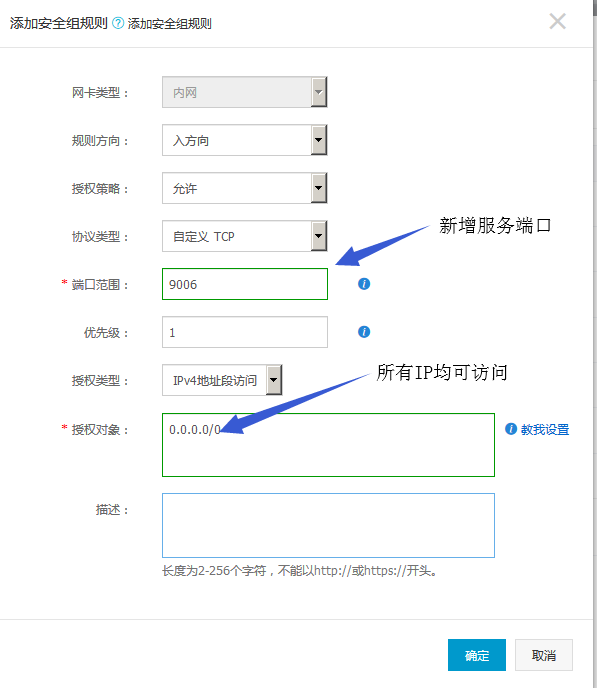 添加安全组规则 添加安全组规则
网卡类型： 内网
规则方向： 入方向
授权策略： 允许
新增服务端口
协议类型： 自定义 TCP
* 端口范围： 9006
优先级： 1
所有IP均可访问
授权类型： IPv4地址段访问
* 授权对象： 0.0.0.0/0 教我设置
描述：
长度为2-256个字符，不能以http://或https://开头。
确定 取消